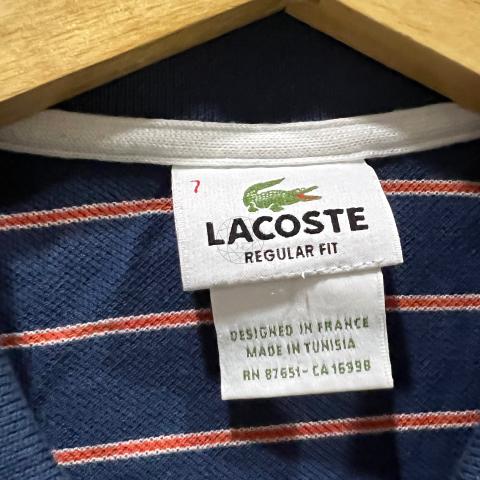 7
LACOSTE
REGULAR FIT
DESIGNED IN FRANCE
MADE IN TUNISIA
RN 87651 - CA 16998